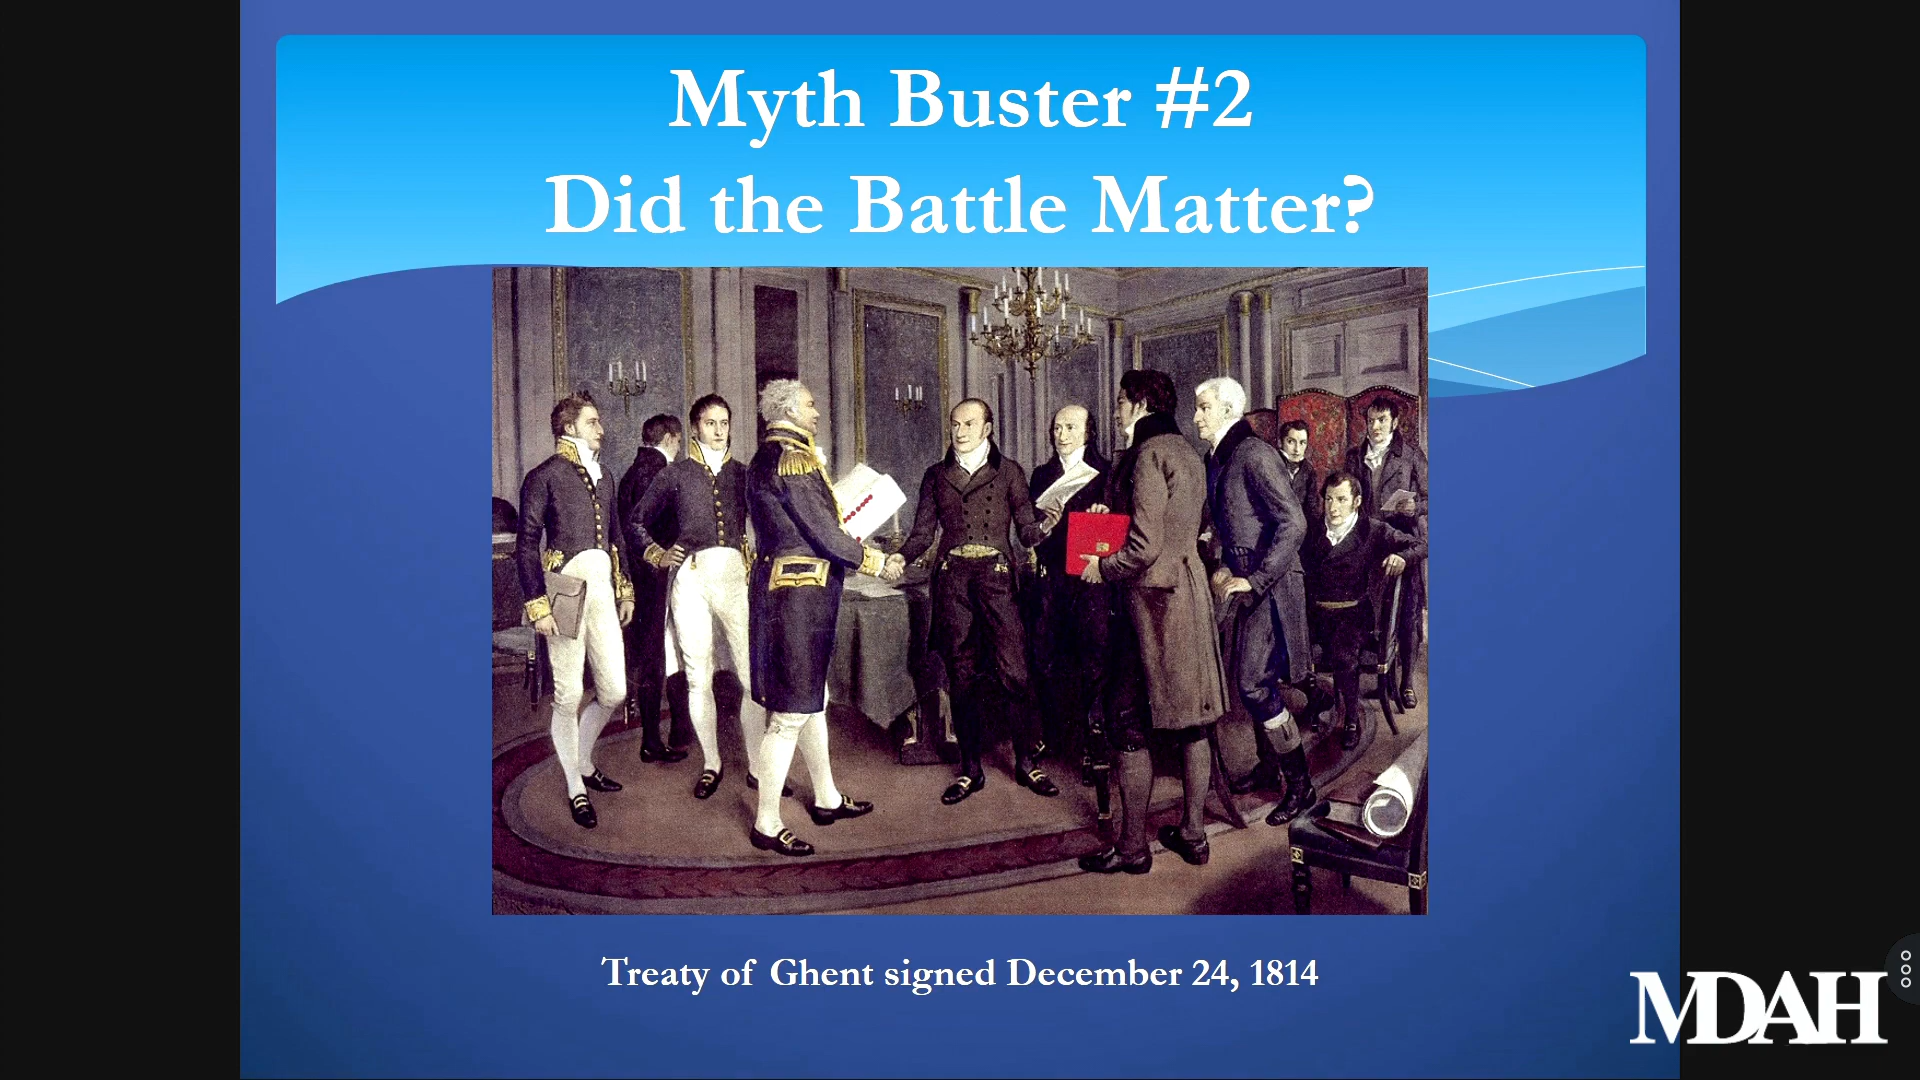 Myth Buster #2
Did the Battle Matter?
Treaty of Ghent signed December 24, 1814
MDAH